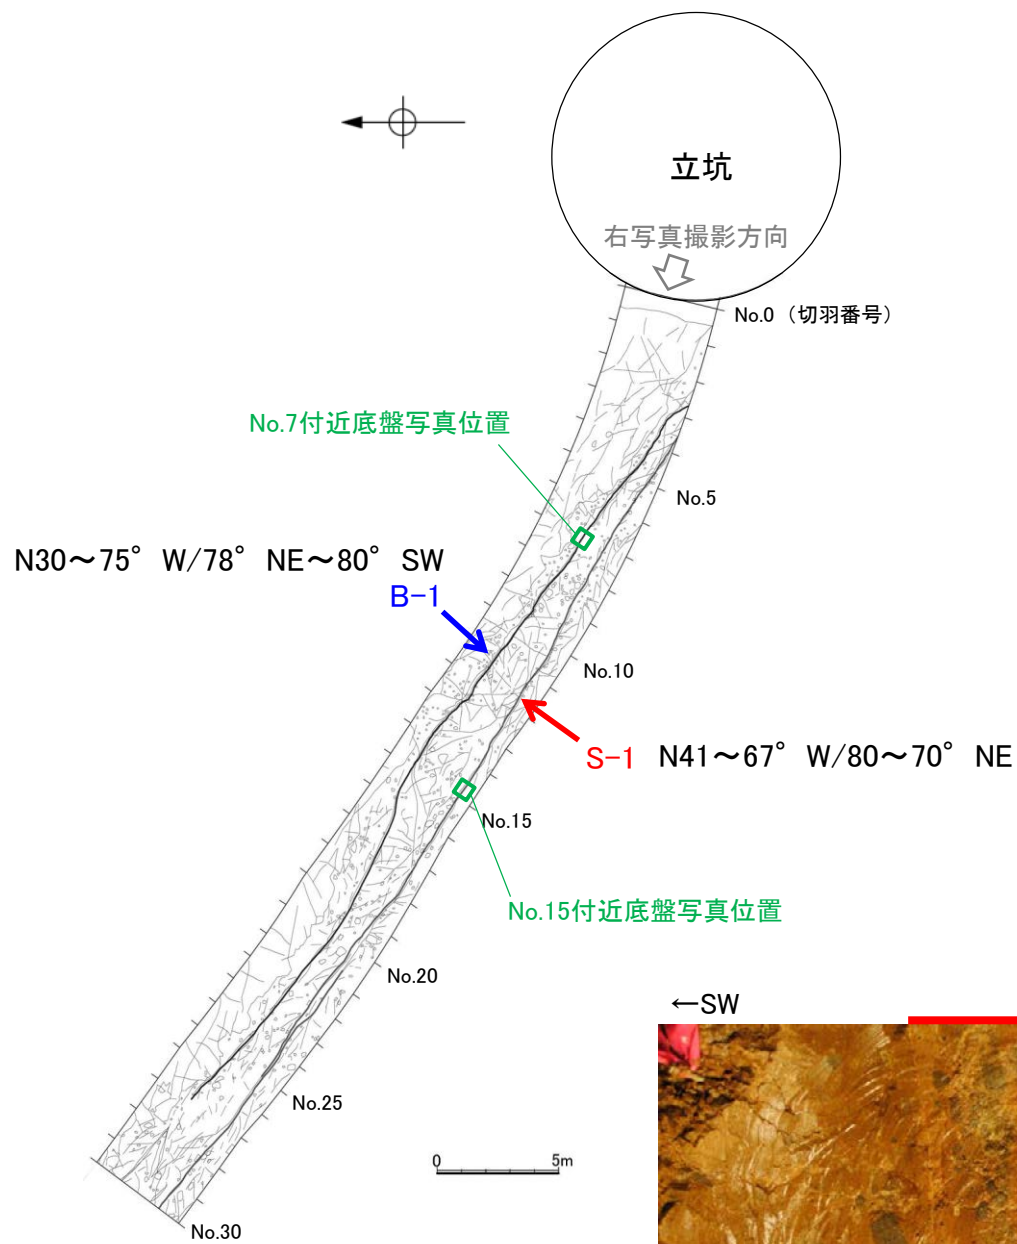 立坑
右写真撮影方向
No.0 （切羽番号）
No.7付近底盤写真位置
No.5
N30～75° W/78° NE～80° SW
B-1
No.10
S-1 N41～67° W/80～70° NE
No.15
No.15付近底盤写真位置
No.20
←SW
No.25
0 5m
No.30